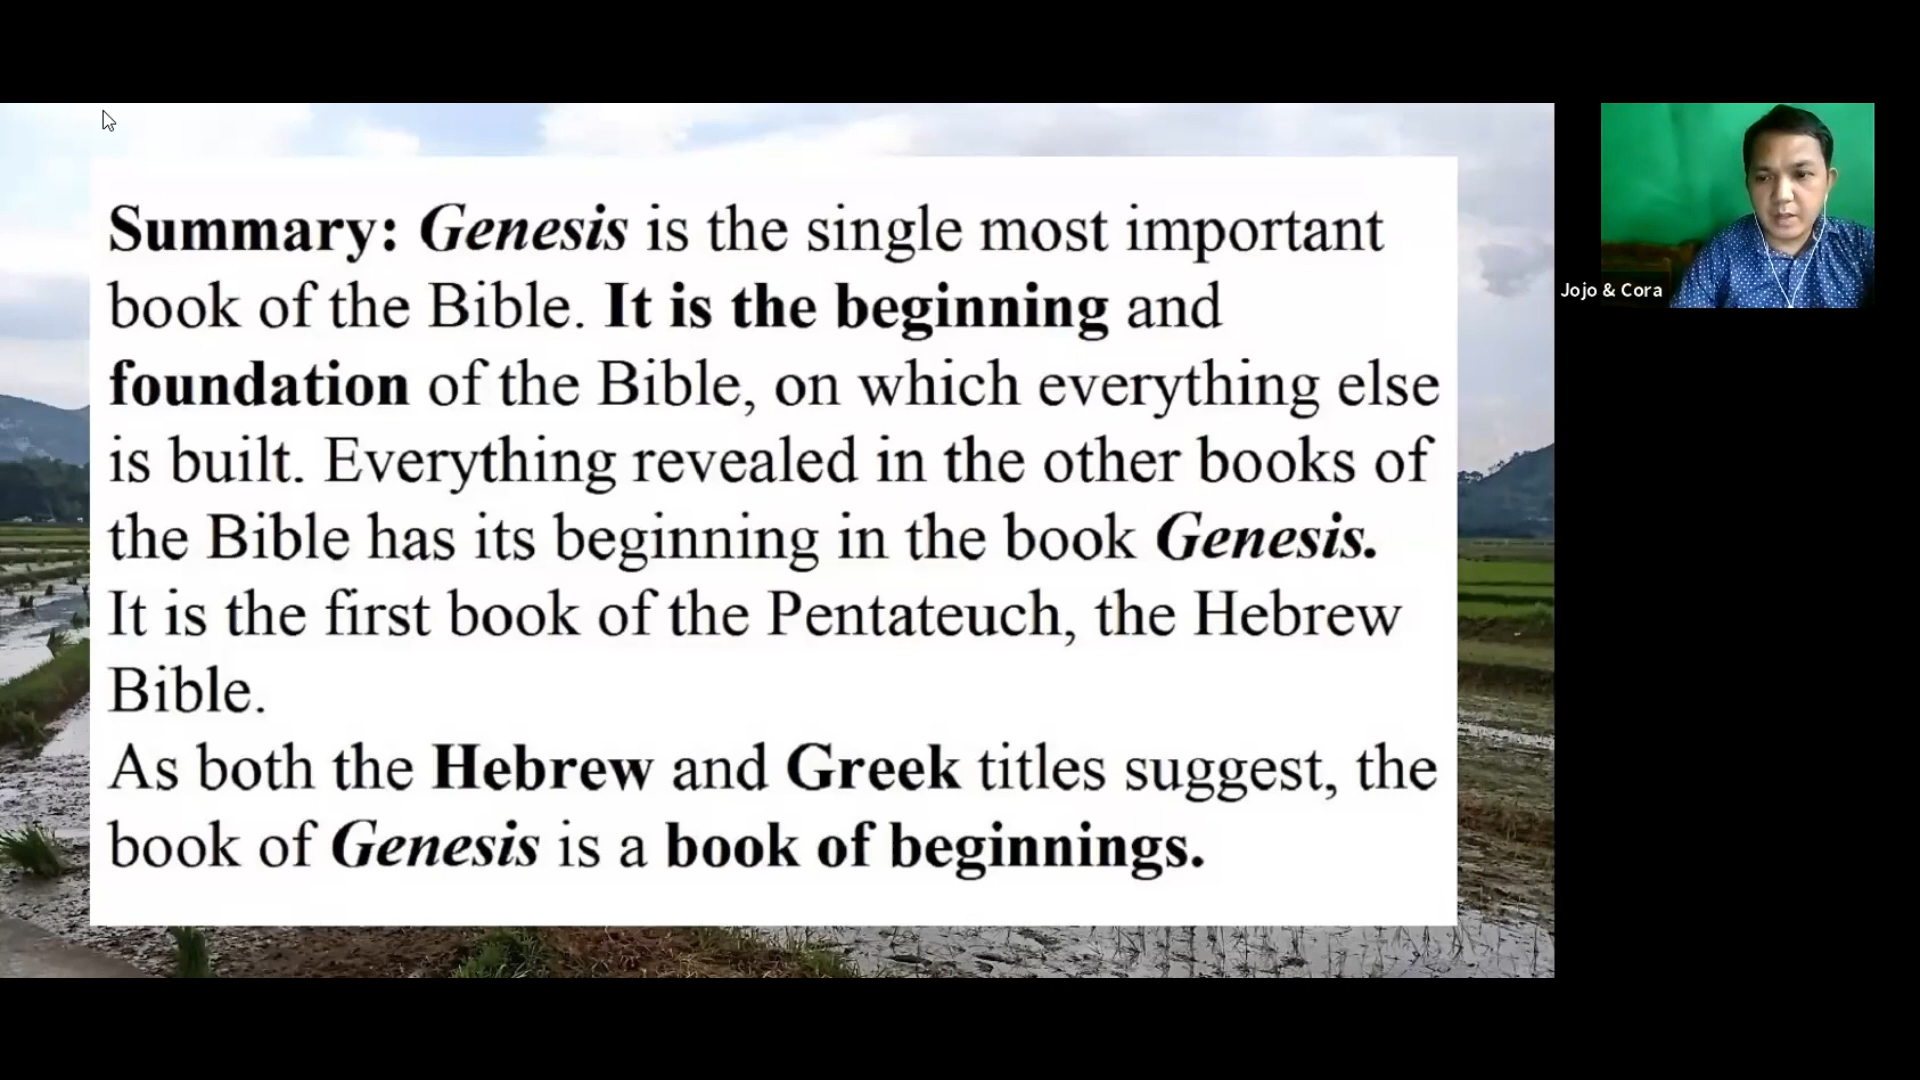 Summary: Genesis is the single most important
book of the Bible. It is the beginning and
foundation of the Bible, on which everything else
is built. Everything revealed in the other books of
the Bible has its beginning in the book Genesis.
It is the first book of the Pentateuch, the Hebrew
Bible.
As both the Hebrew and Greek titles suggest, the
book of Genesis is a book of beginnings.
Jojo & Cora